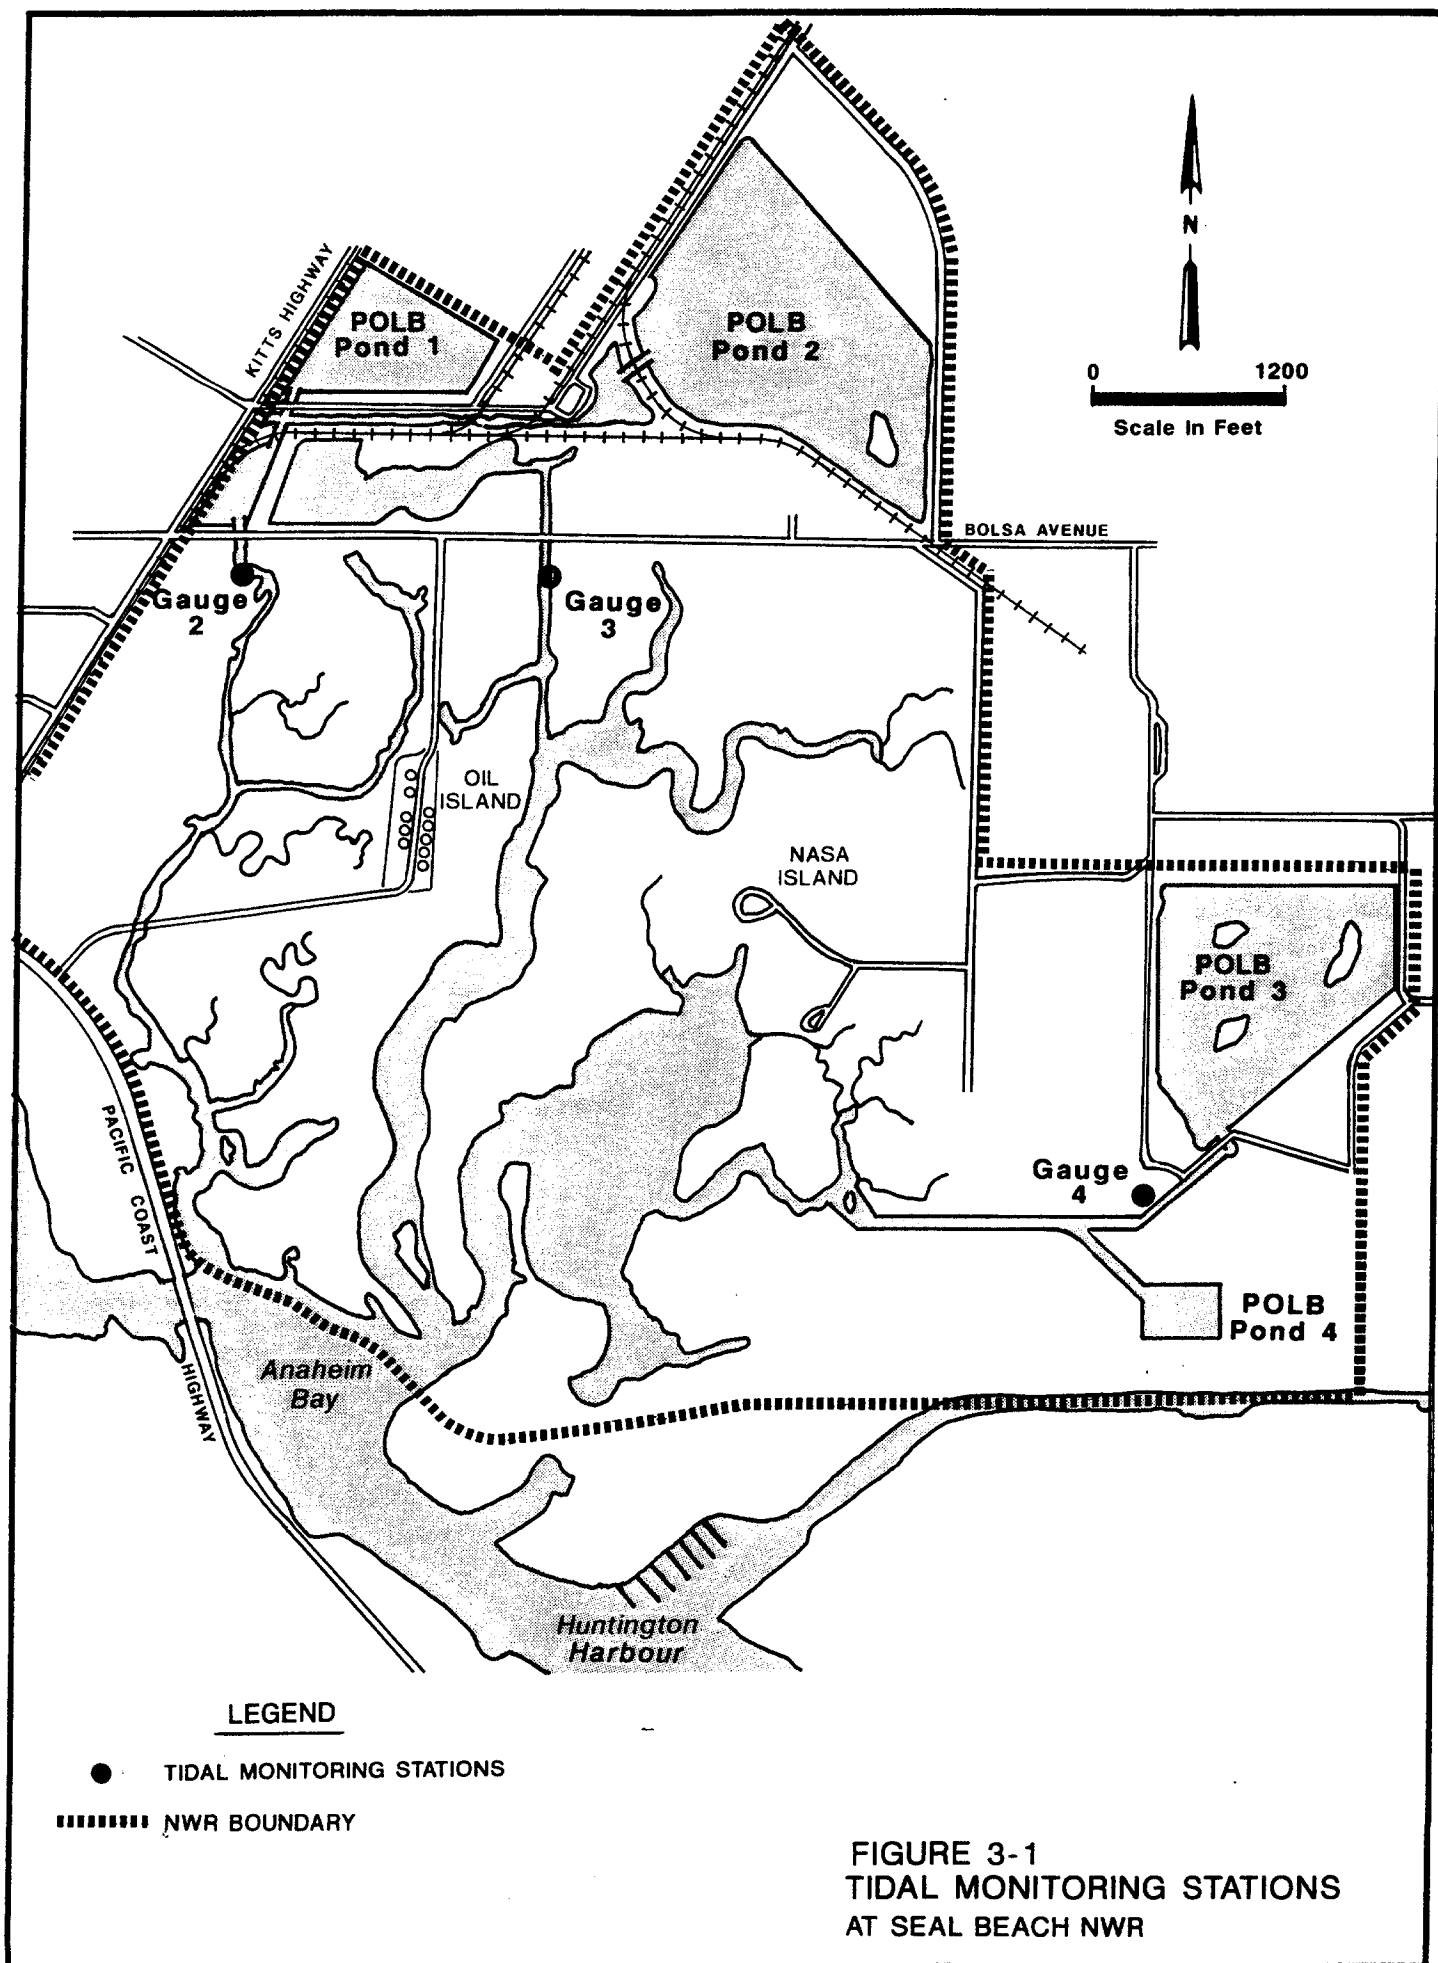 KITTS HIGHWAY
POLB
Pond 1
POLB
Pond 2
N
0 1200
Scale In Feet
BOLSA AVENUE
Gauge
2
Gauge
3
OIL
ISLAND
NASA
ISLAND
POLB
Pond 3
PACIFIC COAST HIGHWAY
Gauge
4
POLB
Pond 4
Anaheim
Bay
Huntington
Harbour
LEGEND
TIDAL MONITORING STATIONS
NWR BOUNDARY
FIGURE 3-1
TIDAL MONITORING STATIONS
AT SEAL BEACH NWR